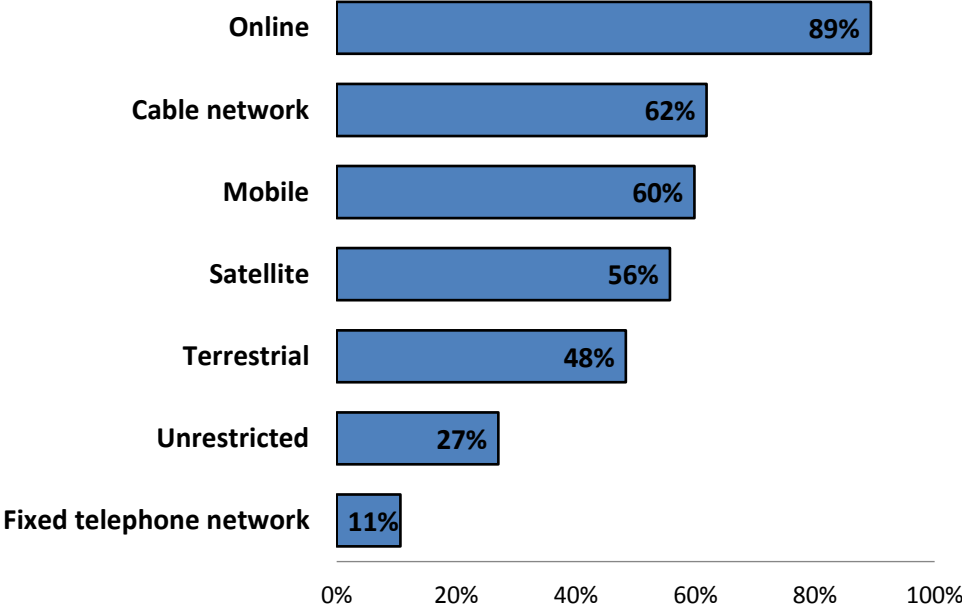 Online 89%
Cable network 62%
Mobile 60%
Satellite 56%
Terrestrial 48%
Unrestricted 27%
Fixed telephone network 11%
0% 20% 40% 60% 80% 100%